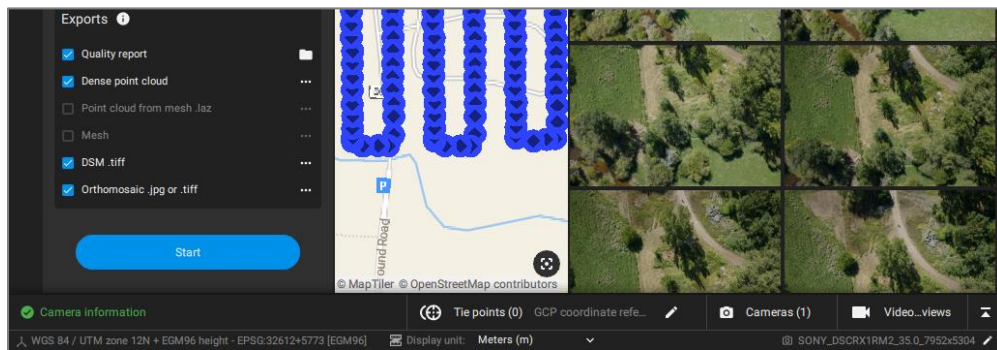 Exports
Quality report
Dense point cloud
Point cloud from mesh .laz
Mesh
DSM .tiff
Orthomosaic .jpg or .tiff
Start
P
ound Road
© MapTiler © OpenStreetMap contributors
Camera information
Tie points (0) GCP coordinate refe...
Cameras (1)
Video...views
WGS 84 / UTM zone 12N + EGM96 height - EPSG:32612+5773 [EGM96]
Display unit: Meters (m)
SONY_DSCRX1RM2_35.0_7952x5304